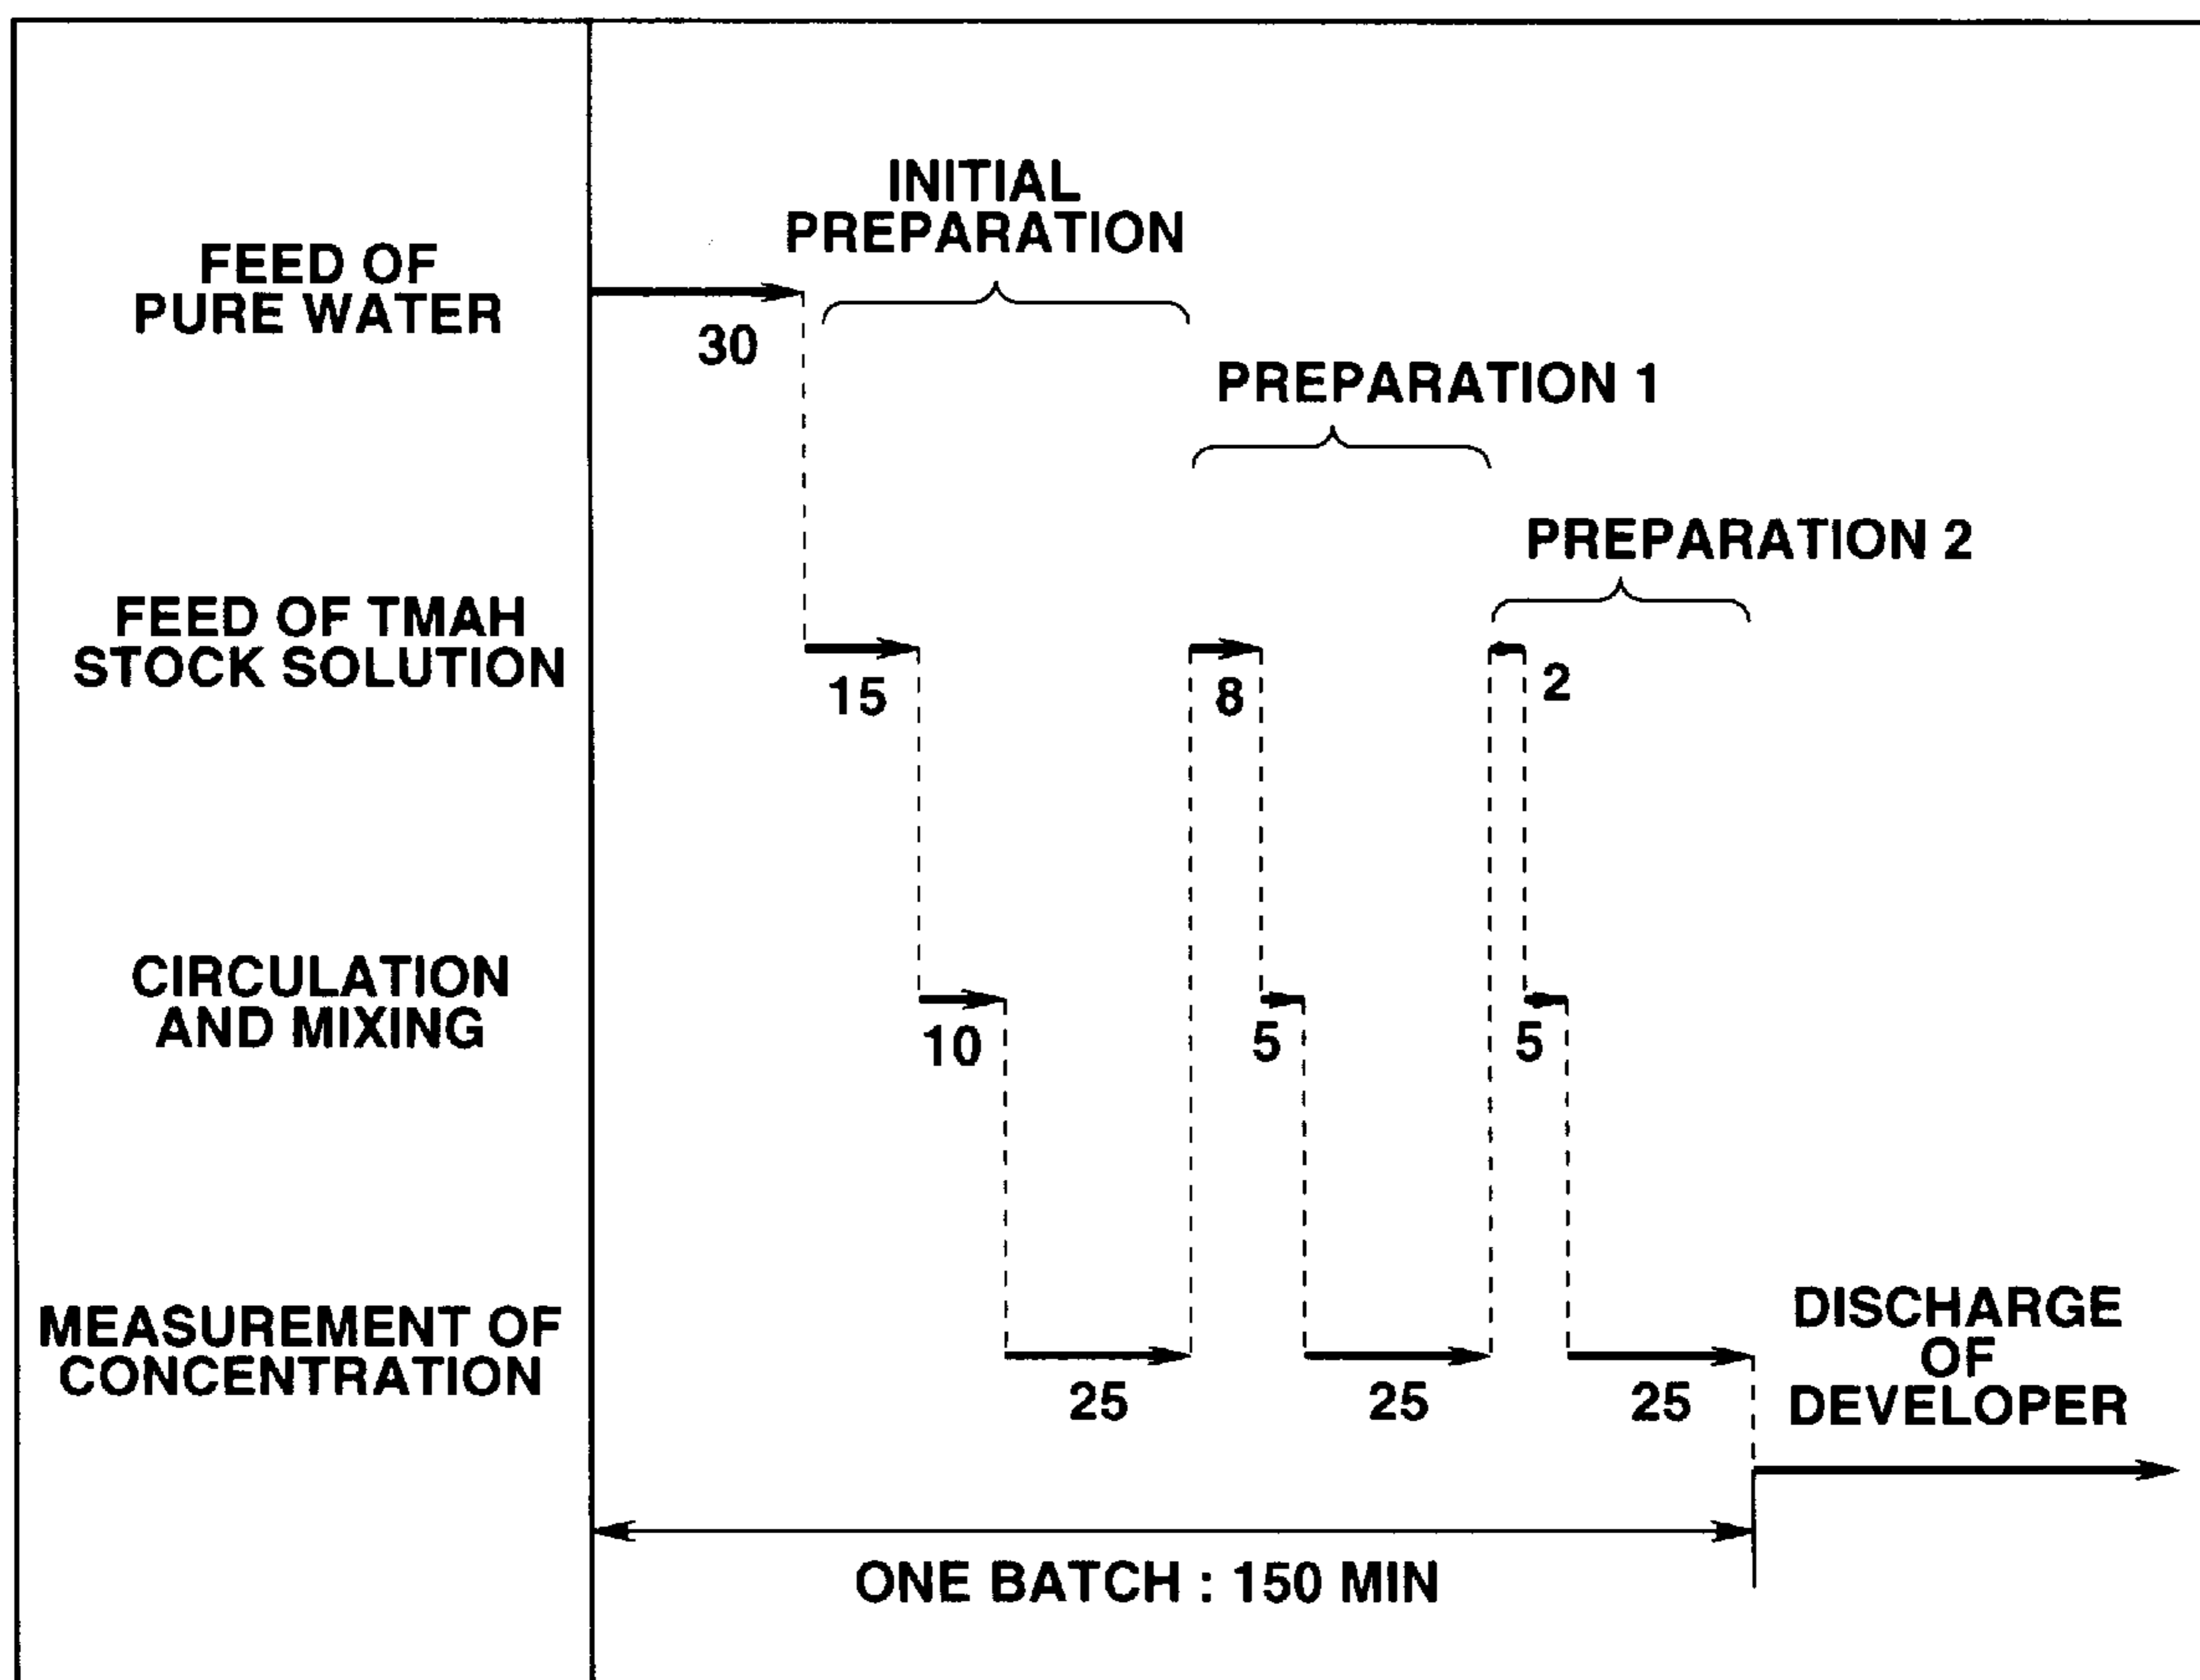 INITIAL
PREPARATION
FEED OF
PURE WATER
30
PREPARATION 1
PREPARATION 2
FEED OF TMAH
STOCK SOLUTION
15
8
2
CIRCULATION
AND MIXING
10
5
5
MEASUREMENT OF
CONCENTRATION
25
25
25
DISCHARGE
OF
DEVELOPER
ONE BATCH : 150 MIN